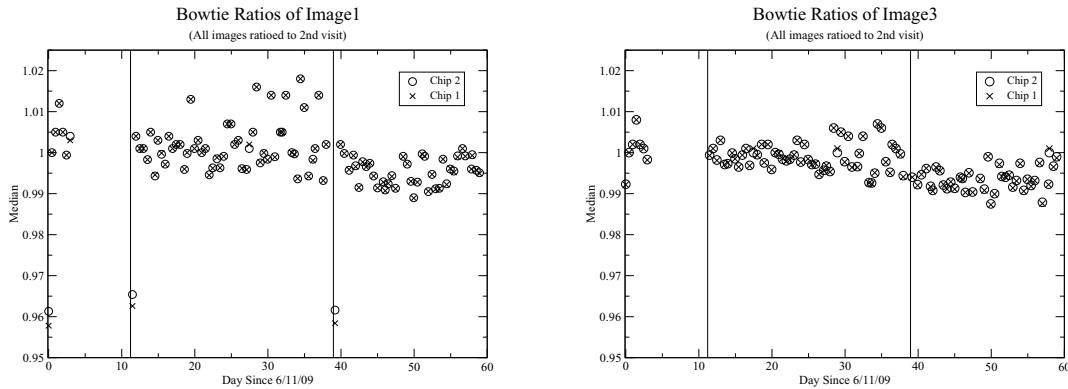 Bowtie Ratios of Image1
(All images ratioed to 2nd visit)
1.02
1.01
1
0.99
0.98
0.97
0.96
0.95
Median
0
10
20
30
40
50
60
Day Since 6/11/09
Chip 2
Chip 1
Bowtie Ratios of Image3
(All images ratioed to 2nd visit)
1.02
1.01
1
0.99
0.98
0.97
0.96
0.95
Median
0
10
20
30
40
50
60
Day Since 6/11/09
Chip 2
Chip 1